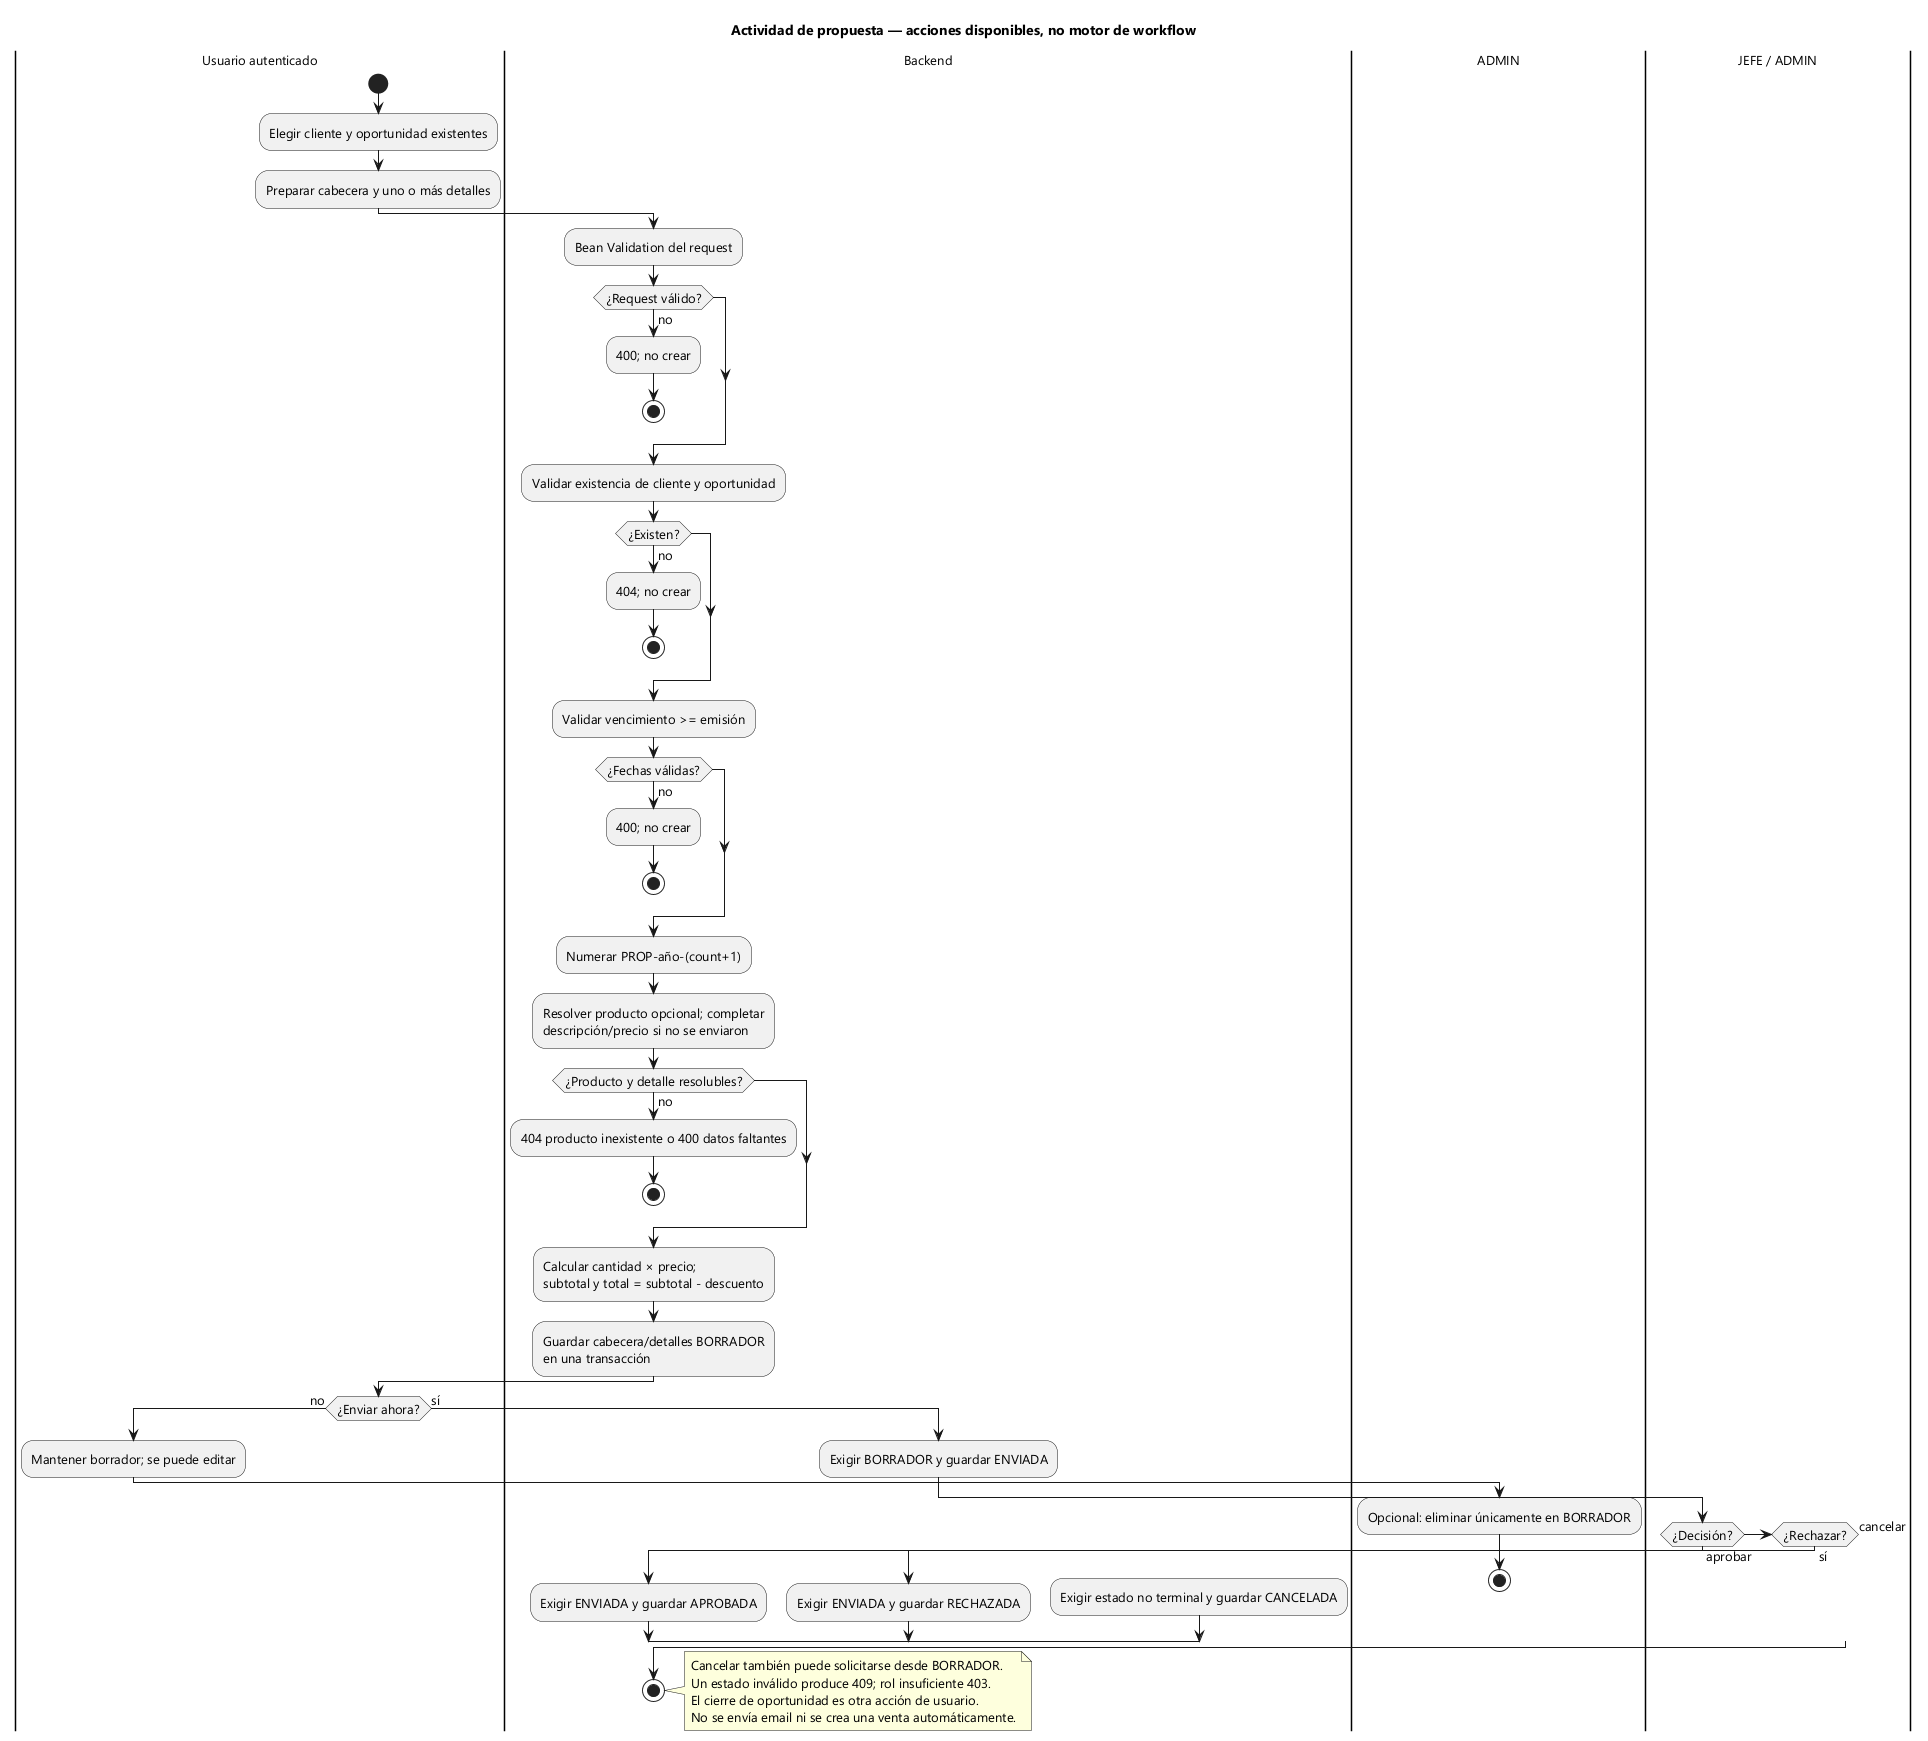 Actividad de propuesta — acciones disponibles, no motor de workflow
Usuario autenticado
Backend
ADMIN
JEFE / ADMIN
Elegir cliente y oportunidad existentes
Preparar cabecera y uno o más detalles
Bean Validation del request
¿Request válido?
no
400; no crear
Validar existencia de cliente y oportunidad
¿Existen?
no
404; no crear
Validar vencimiento >= emisión
¿Fechas válidas?
no
400; no crear
Numerar PROP-año-(count+1)
Resolver producto opcional; completar
descripción/precio si no se enviaron
¿Producto y detalle resolubles?
no
404 producto inexistente o 400 datos faltantes
Calcular cantidad × precio;
subtotal y total = subtotal - descuento
Guardar cabecera/detalles BORRADOR
en una transacción
no
¿Enviar ahora?
sí
Mantener borrador; se puede editar
Exigir BORRADOR y guardar ENVIADA
Opcional: eliminar únicamente en BORRADOR
¿Decisión?
aprobar
¿Rechazar?
sí
cancelar
Exigir ENVIADA y guardar APROBADA
Exigir ENVIADA y guardar RECHAZADA
Exigir estado no terminal y guardar CANCELADA
Cancelar también puede solicitarse desde BORRADOR.
Un estado inválido produce 409; rol insuficiente 403.
El cierre de oportunidad es otra acción de usuario.
No se envía email ni se crea una venta automáticamente.